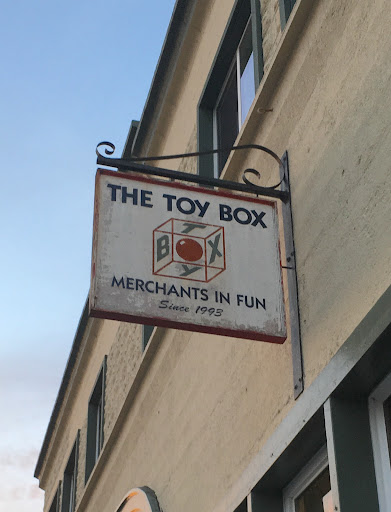 THE TOY BOX
T
B O X
Y
MERCHANTS IN FUN
Since 1993